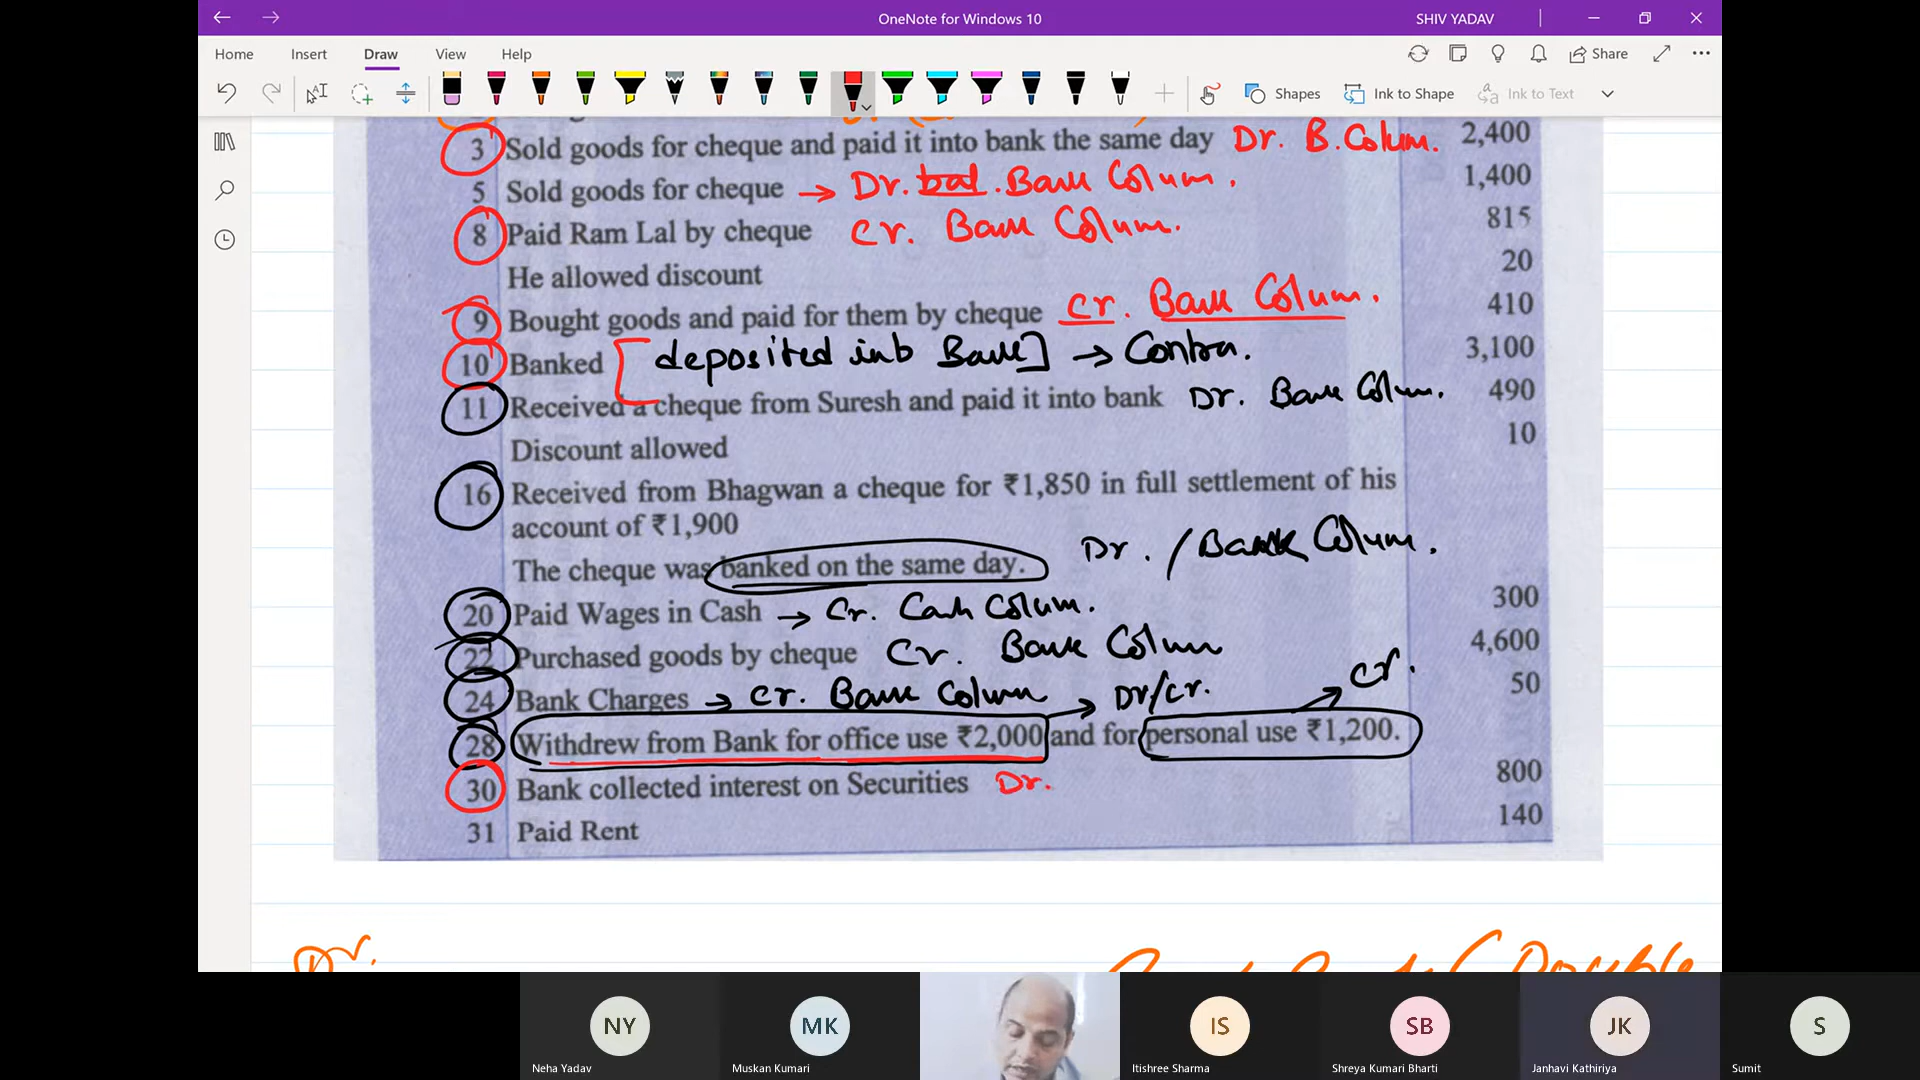 OneNote for Windows 10
SHIV YADAV
Home Insert Draw View Help
Share
Shapes Ink to Shape Ink to Text
3 Sold goods for cheque and paid it into bank the same day Dr. B. Colum. 2,400
5 Sold goods for cheque → Dr. Bank Colum. 1,400
8 Paid Ram Lal by cheque Cr. Bank Colum. 815
He allowed discount 20
9 Bought goods and paid for them by cheque Cr. Bank Colum. 410
10 Banked [deposited into Bank] → Contra. 3,100
11 Received a cheque from Suresh and paid it into bank Dr. Bank Colum. 490
Discount allowed 10
16 Received from Bhagwan a cheque for ₹1,850 in full settlement of his
account of ₹1,900
The cheque was banked on the same day. Dr. / Bank Colum.
20 Paid Wages in Cash → Cr. Cash Colum. 300
22 Purchased goods by cheque Cr. Bank Colum 4,600
24 Bank Charges → Cr. Bank Colum → Dr/Cr. Cr. 50
28 Withdrew from Bank for office use ₹2,000 and for personal use ₹1,200.
30 Bank collected interest on Securities Dr. 800
31 Paid Rent 140
Dr.
NY MK IS SB JK S
Neha Yadav Muskan Kumari Itishree Sharma Shreya Kumari Bharti Janhavi Kathiriya Sumit